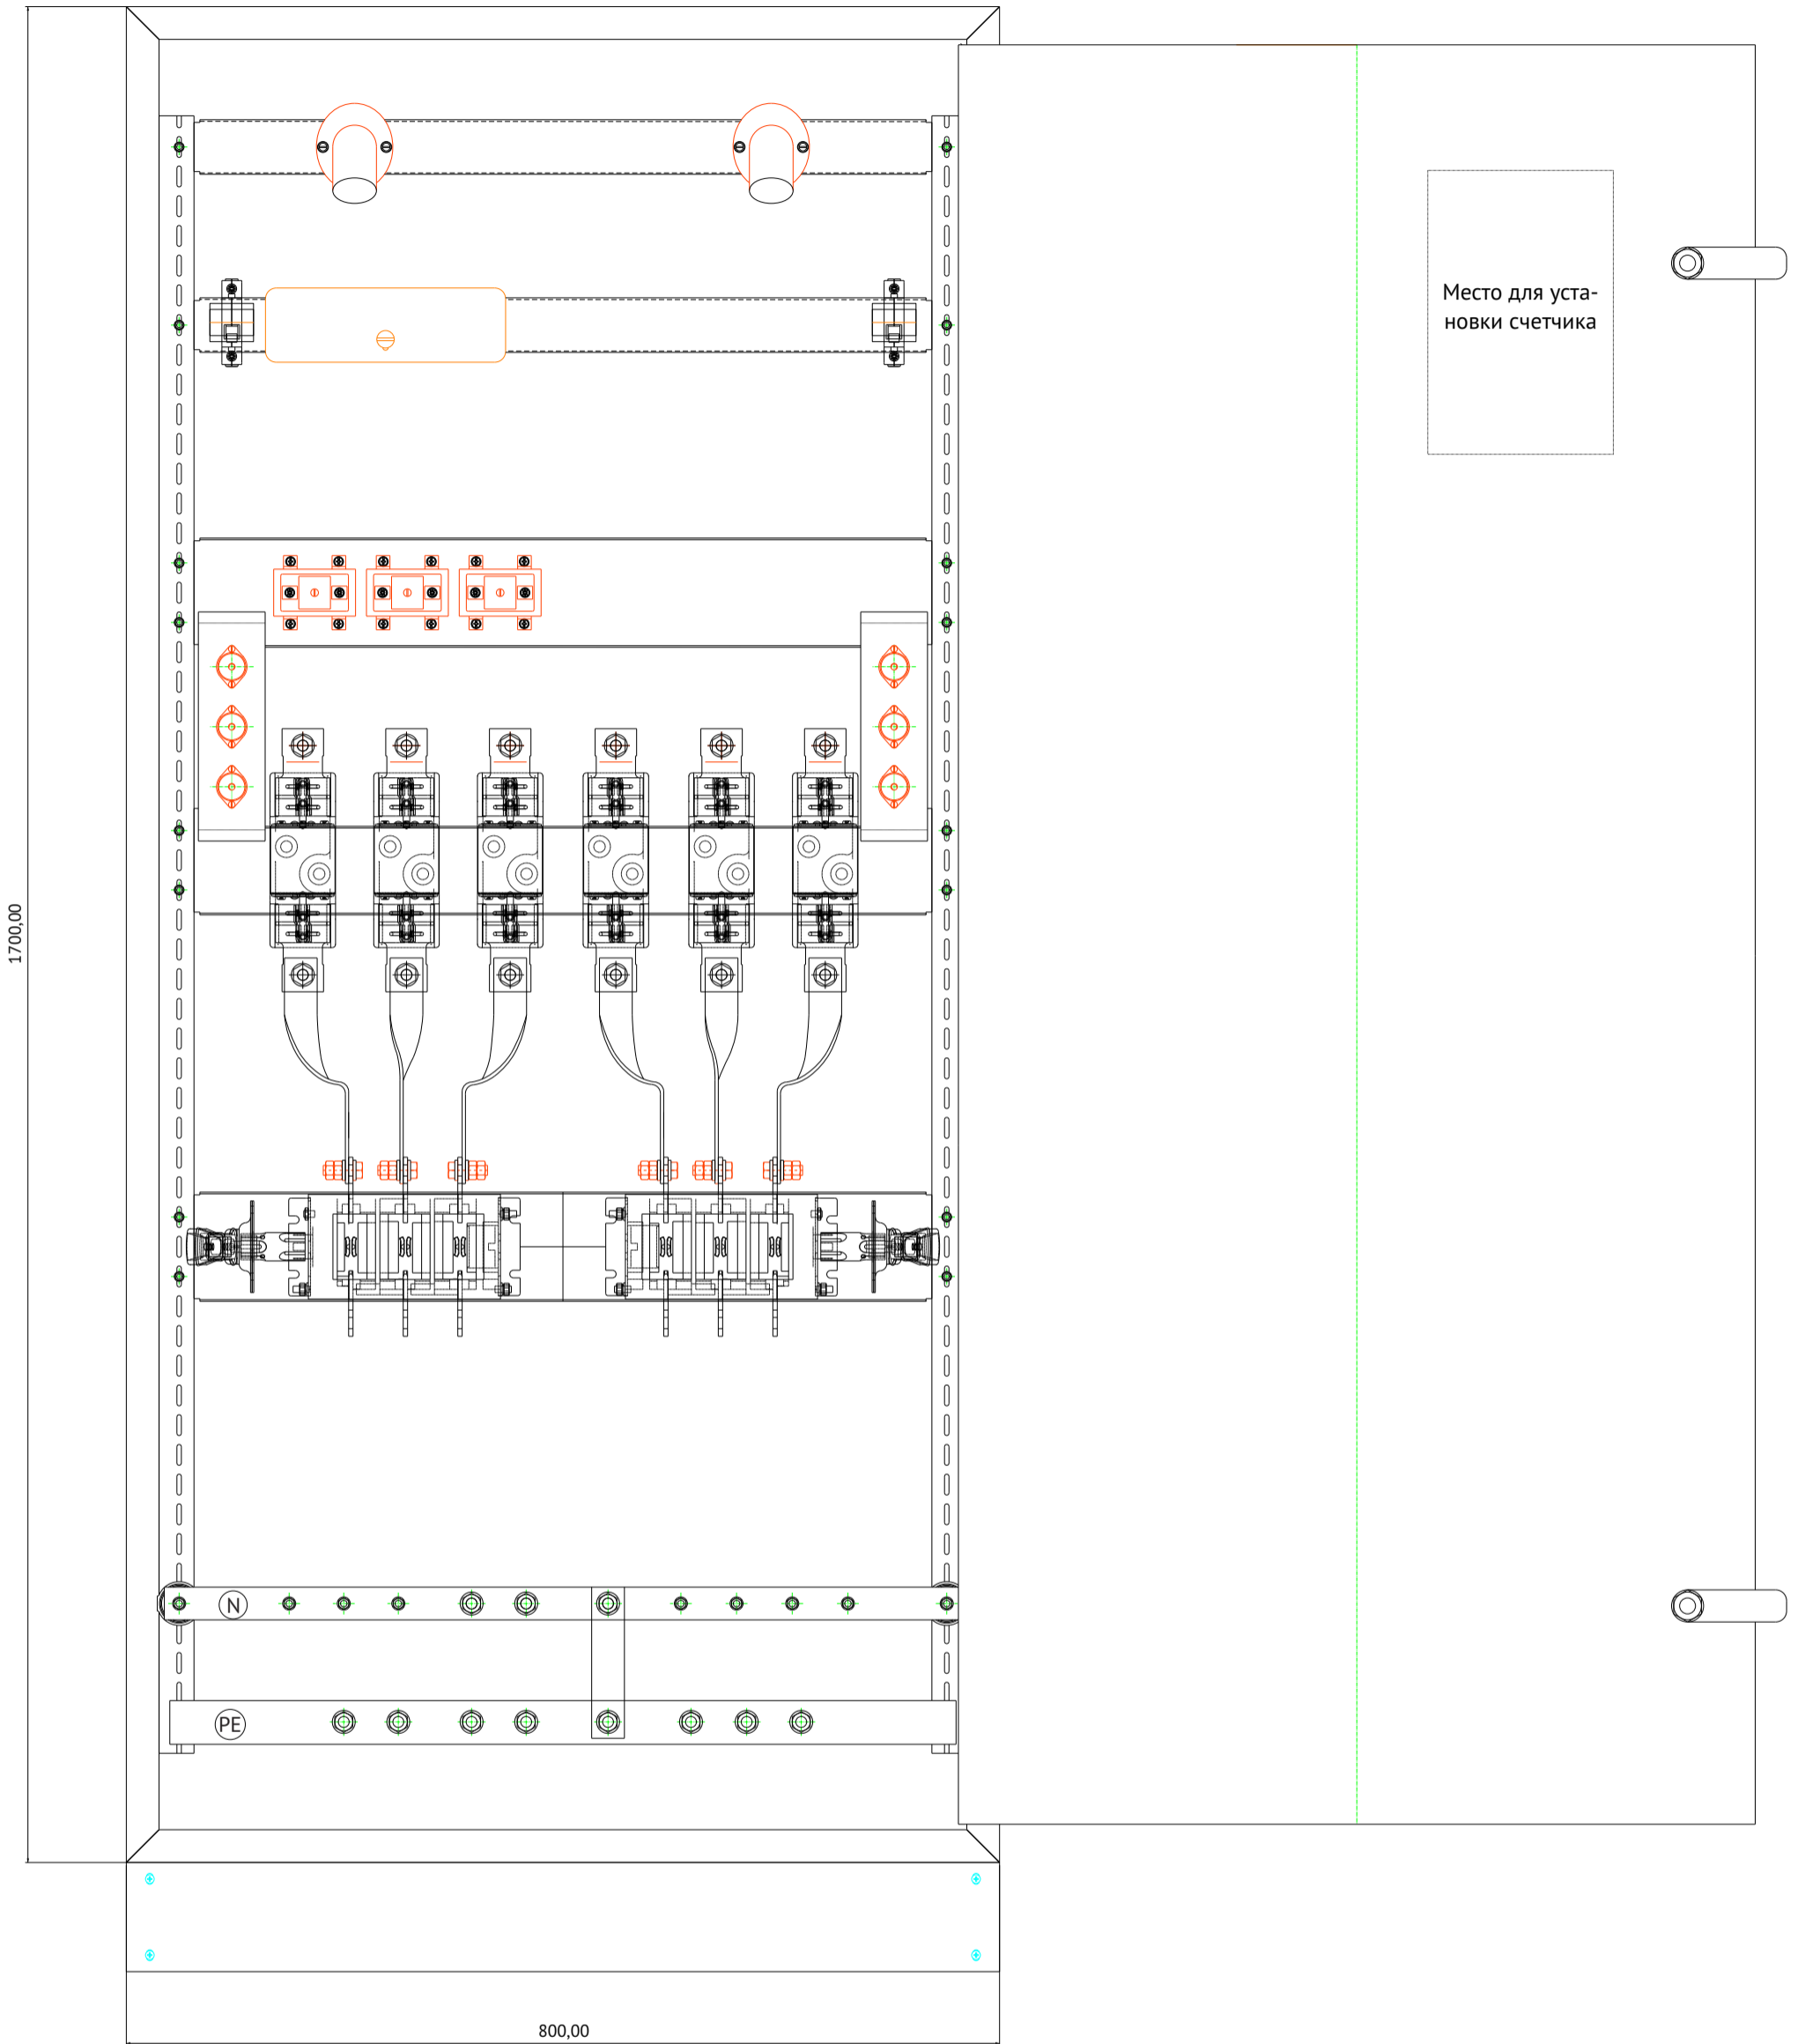 Место для уста-
новки счетчика
1700,00
N
PE
800,00